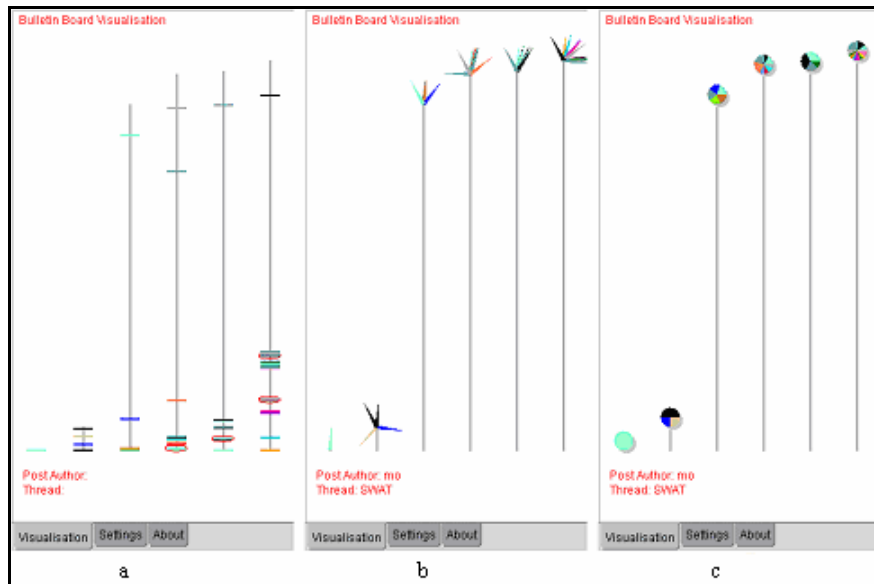 Bulletin Board Visualisation
Post Author:
Thread:
Visualisation Settings About
a
Bulletin Board Visualisation
Post Author: mo
Thread: SWAT
Visualisation Settings About
b
Bulletin Board Visualisation
Post Author: mo
Thread: SWAT
Visualisation Settings About
c